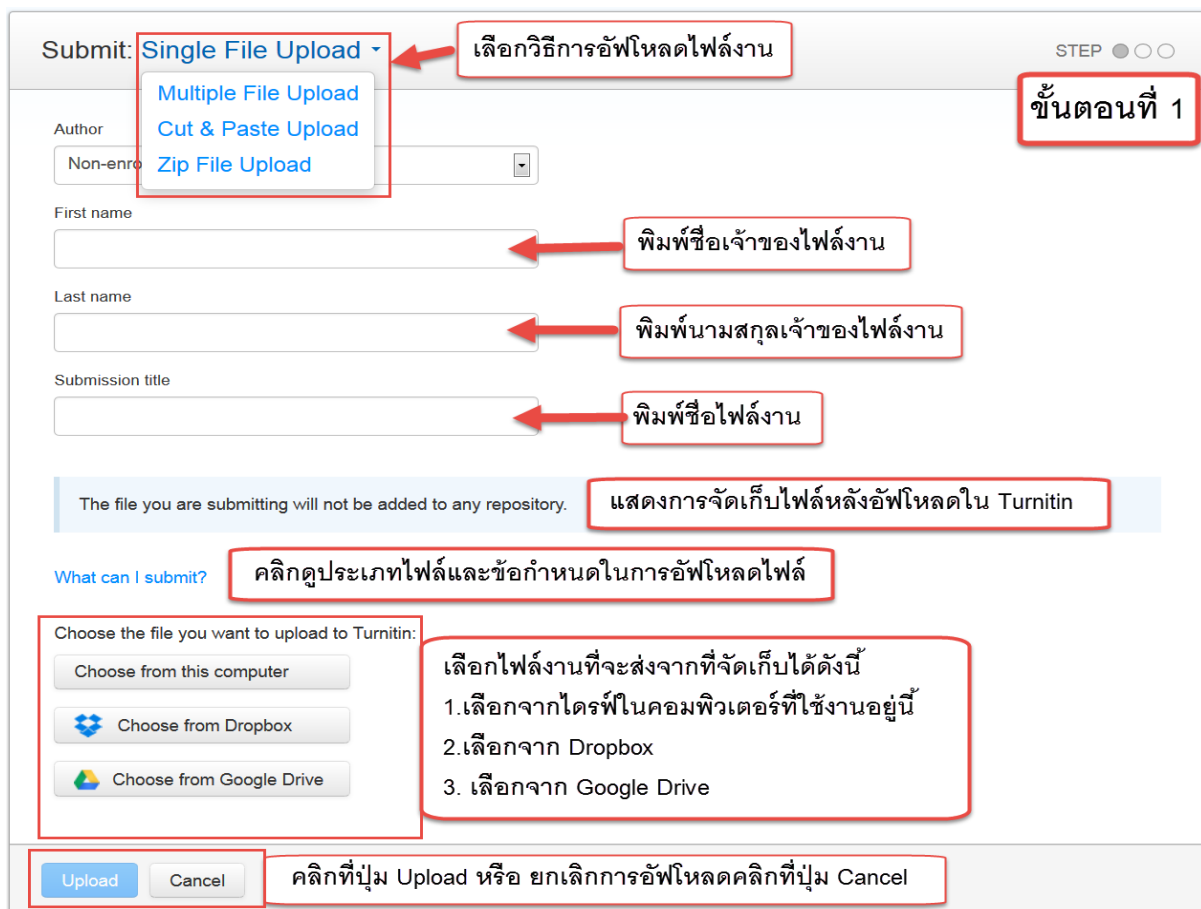 Submit: Single File Upload
เลือกวิธีการอัฟโหลดไฟล์งาน
STEP
ขั้นตอนที่ 1
Multiple File Upload
Cut & Paste Upload
Zip File Upload
Author
Non-enro
First name
พิมพ์ชื่อเจ้าของไฟล์งาน
Last name
พิมพ์นามสกุลเจ้าของไฟล์งาน
Submission title
พิมพ์ชื่อไฟล์งาน
The file you are submitting will not be added to any repository.
แสดงการจัดเก็บไฟล์หลังอัฟโหลดใน Turnitin
What can I submit?
คลิกดูประเภทไฟล์และข้อกำหนดในการอัฟโหลดไฟล์
Choose the file you want to upload to Turnitin:
Choose from this computer
Choose from Dropbox
Choose from Google Drive
เลือกไฟล์งานที่จะส่งจากที่จัดเก็บได้ดังนี้
1.เลือกจากไดรฟ์ในคอมพิวเตอร์ที่ใช้งานอยู่นี้
2.เลือกจาก Dropbox
3. เลือกจาก Google Drive
Upload
Cancel
คลิกที่ปุ่ม Upload หรือ ยกเลิกการอัฟโหลดคลิกที่ปุ่ม Cancel